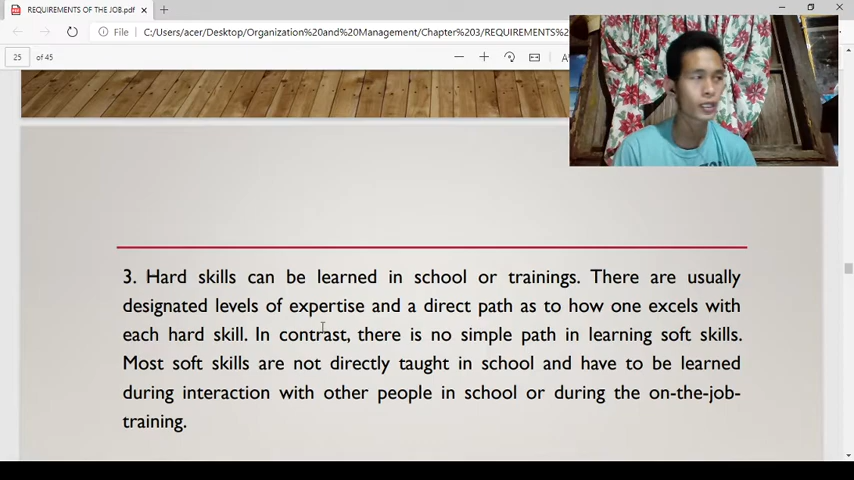 REQUIREMENTS OF THE JOB.pdf
File
C:/Users/acer/Desktop/Organization%20and%20Management/Chapter%203/REQUIREMENTS%2
25 of 45
3. Hard skills can be learned in school or trainings. There are usually
designated levels of expertise and a direct path as to how one excels with
each hard skill. In contrast, there is no simple path in learning soft skills.
Most soft skills are not directly taught in school and have to be learned
during interaction with other people in school or during the on-the-job-
training.